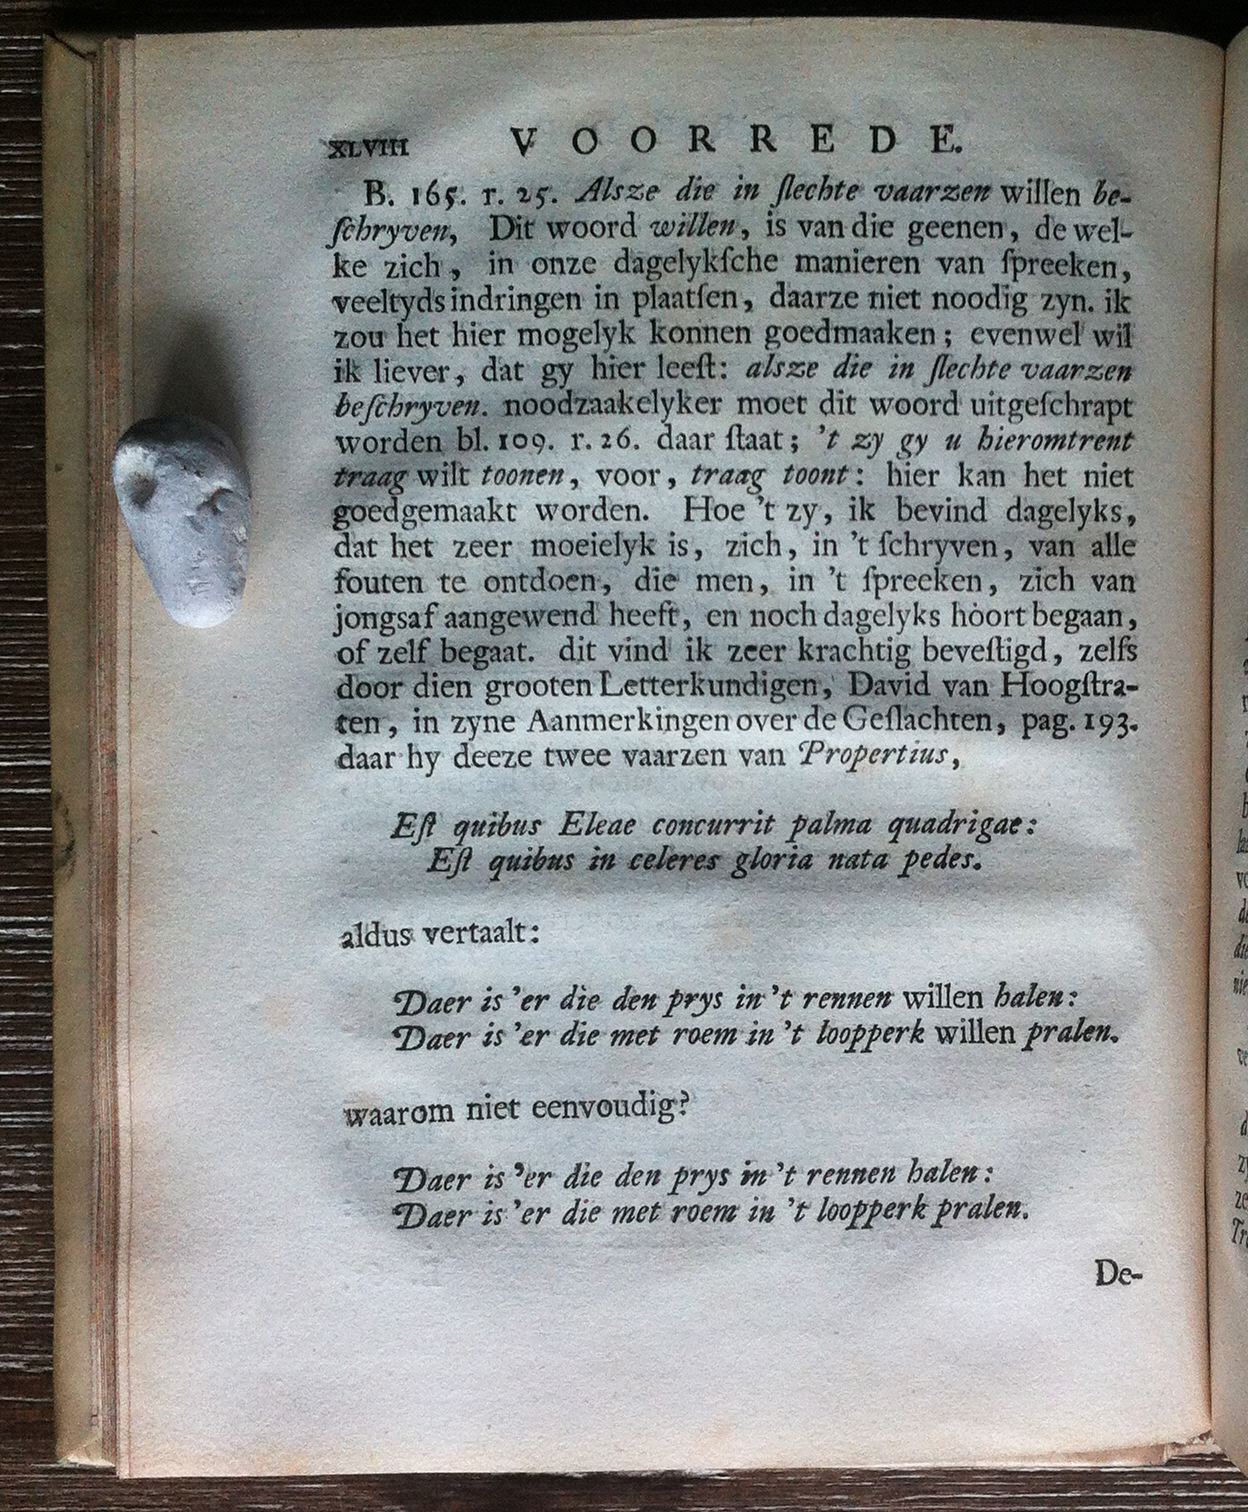 XLVIII VOORREDE.
B. 165. r. 25. Alsze die in ſlechte vaarzen willen be-
ſchryven, Dit woord willen, is van die geenen, de wel-
ke zich, in onze dagelykſche manieren van ſpreeken,
veeltyds indringen in plaatſen, daarze niet noodig zyn. ik
zou het hier mogelyk konnen goedmaaken; evenwel wil
ik liever, dat gy hier leeſt: alsze die in ſlechte vaarzen
beſchryven. noodzaakelyker moet dit woord uitgeſchrapt
worden bl. 109. r. 26. daar ſtaat; 't zy gy u hieromtrent
traag wilt toonen, voor, traag toont: hier kan het niet
goedgemaakt worden. Hoe 't zy, ik bevind dagelyks,
dat het zeer moeielyk is, zich, in 't ſchryven, van alle
fouten te ontdoen, die men, in 't ſpreeken, zich van
jongsaf aangewend heeft, en noch dagelyks hoort begaan,
of zelf begaat. dit vind ik zeer krachtig beveſtigd, zelfs
door dien grooten Letterkundigen, David van Hoogſtra-
ten, in zyne Aanmerkingen over de Geſlachten, pag. 193.
daar hy deeze twee vaarzen van Propertius,
Eſt quibus Eleae concurrit palma quadrigae:
Eſt quibus in celeres gloria nata pedes.
aldus vertaalt:
Daer is 'er die den prys in 't rennen willen halen:
Daer is 'er die met roem in 't loopperk willen pralen.
waarom niet eenvoudig?
Daer is 'er die den prys in 't rennen halen:
Daer is 'er die met roem in 't loopperk pralen.
De-